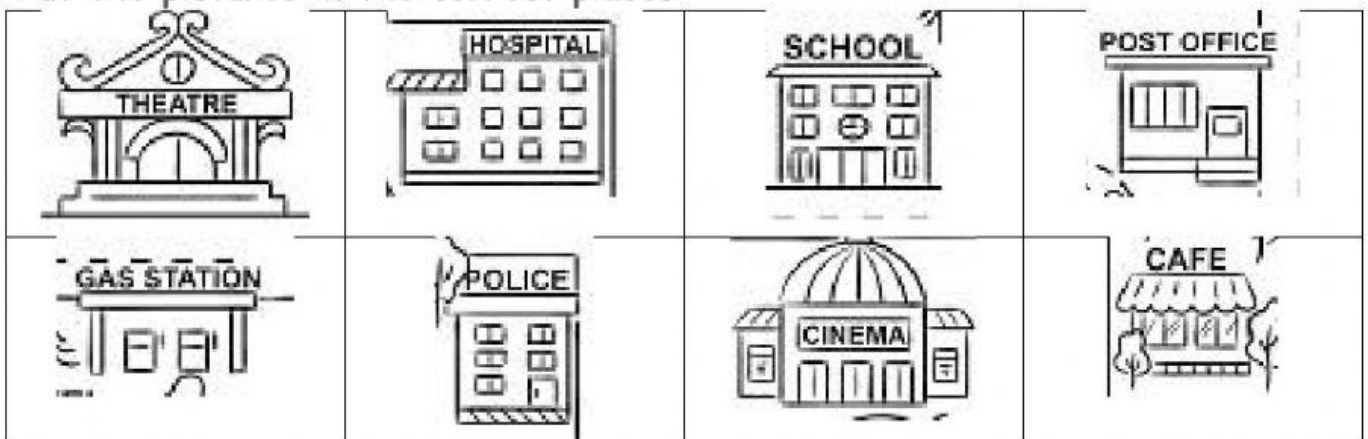 THEATRE
HOSPITAL
SCHOOL
POST OFFICE
GAS STATION
POLICE
CINEMA
CAFE